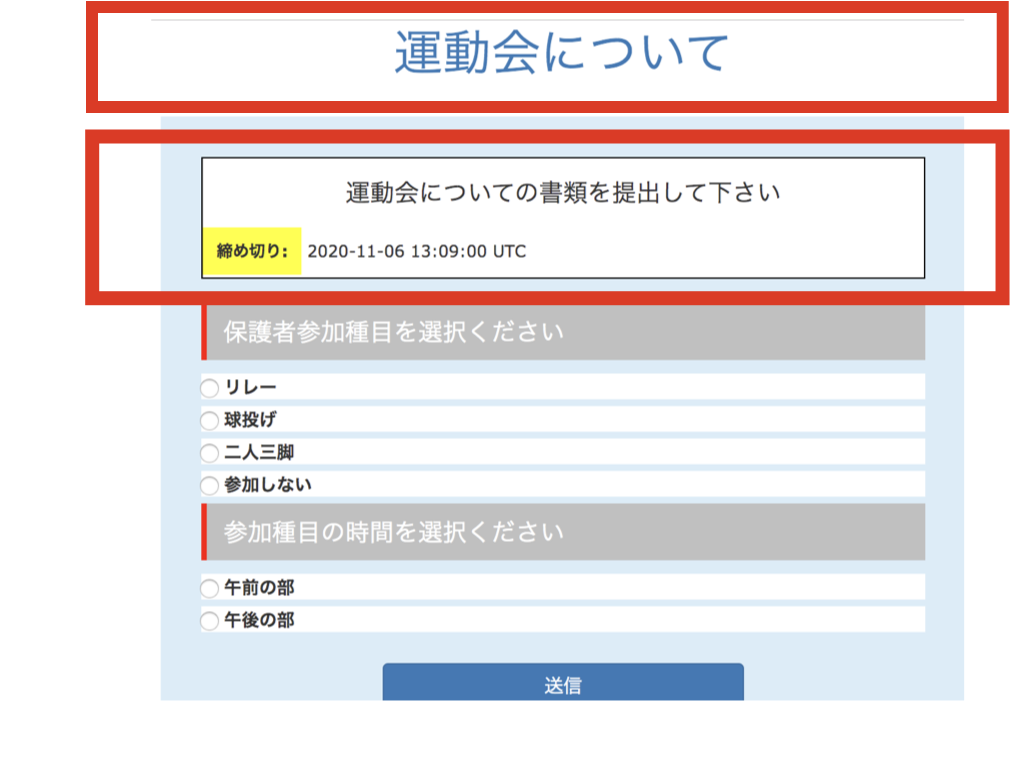 運動会について
運動会についての書類を提出して下さい
締め切り: 2020-11-06 13:09:00 UTC
保護者参加種目を選択ください
リレー
球投げ
二人三脚
参加しない
参加種目の時間を選択ください
午前の部
午後の部
送信